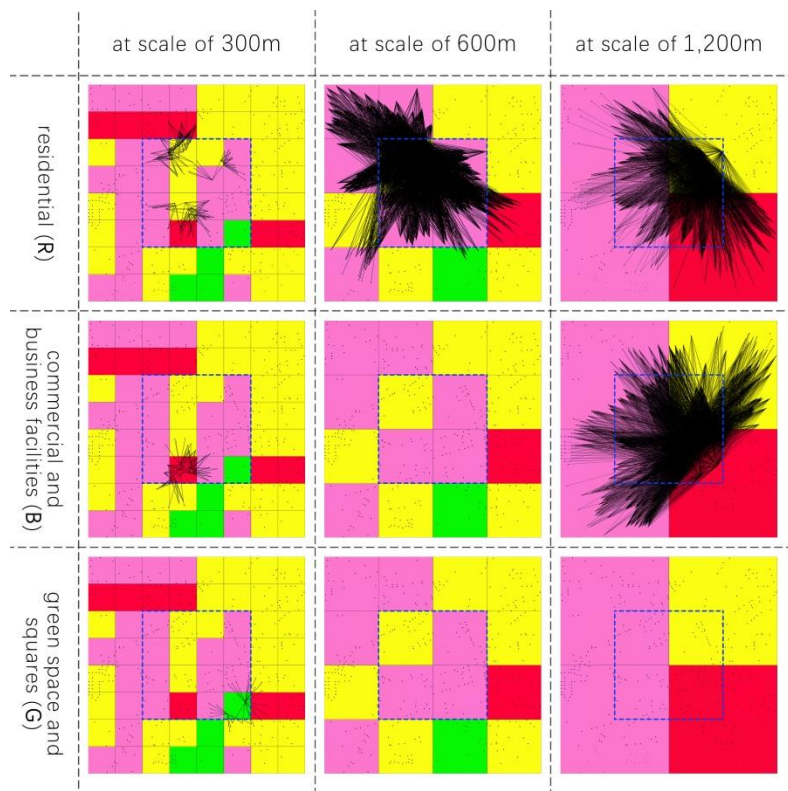 at scale of 300m
at scale of 600m
at scale of 1,200m
residential (R)
commercial and
business facilities (B)
green space and
squares (G)